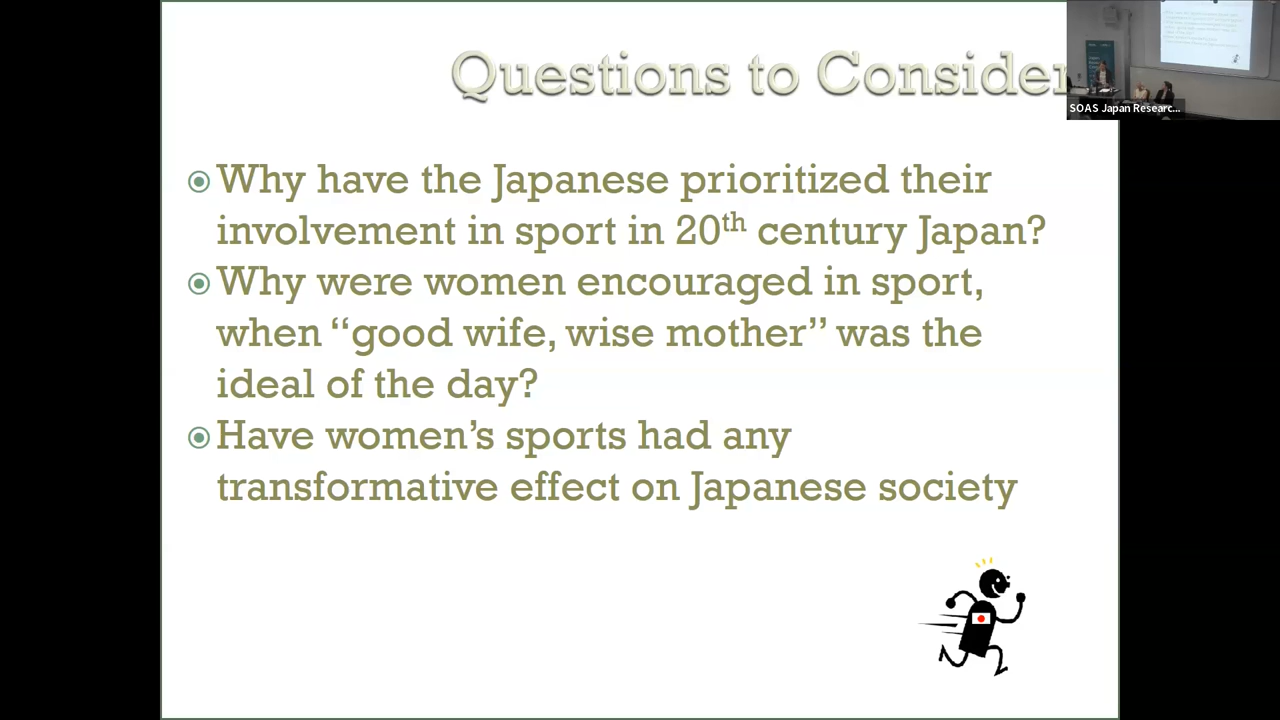 Questions to Consider
SOAS Japan Researc...
Why have the Japanese prioritized their
involvement in sport in 20th century Japan?
Why were women encouraged in sport,
when “good wife, wise mother” was the
ideal of the day?
Have women’s sports had any
transformative effect on Japanese society